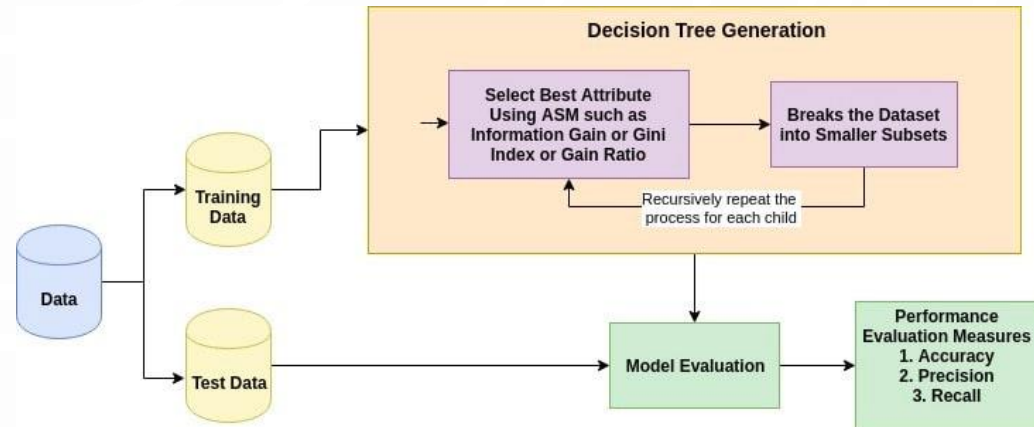 Decision Tree Generation
Select Best Attribute
Using ASM such as
Information Gain or Gini
Index or Gain Ratio
Breaks the Dataset
into Smaller Subsets
Recursively repeat the
process for each child
Training
Data
Data
Test Data
Model Evaluation
Performance
Evaluation Measures
1. Accuracy
2. Precision
3. Recall